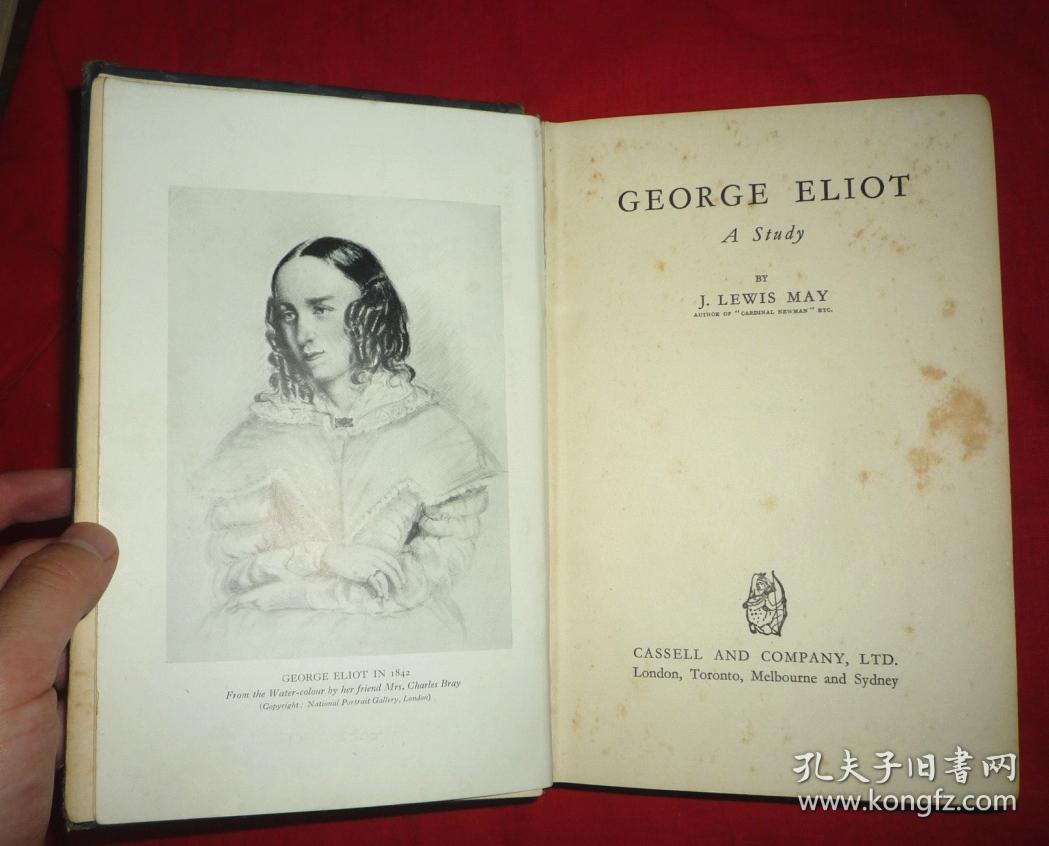 GEORGE ELIOT IN 1842
From the Water-colour by her friend Mrs. Charles Bray
(Copyright: National Portrait Gallery, London)
GEORGE ELIOT
A Study
BY
J. LEWIS MAY
AUTHOR OF "CARDINAL NEWMAN" ETC.
CASSELL AND COMPANY, LTD.
London, Toronto, Melbourne and Sydney
孔夫子旧書网
www.kongfz.com